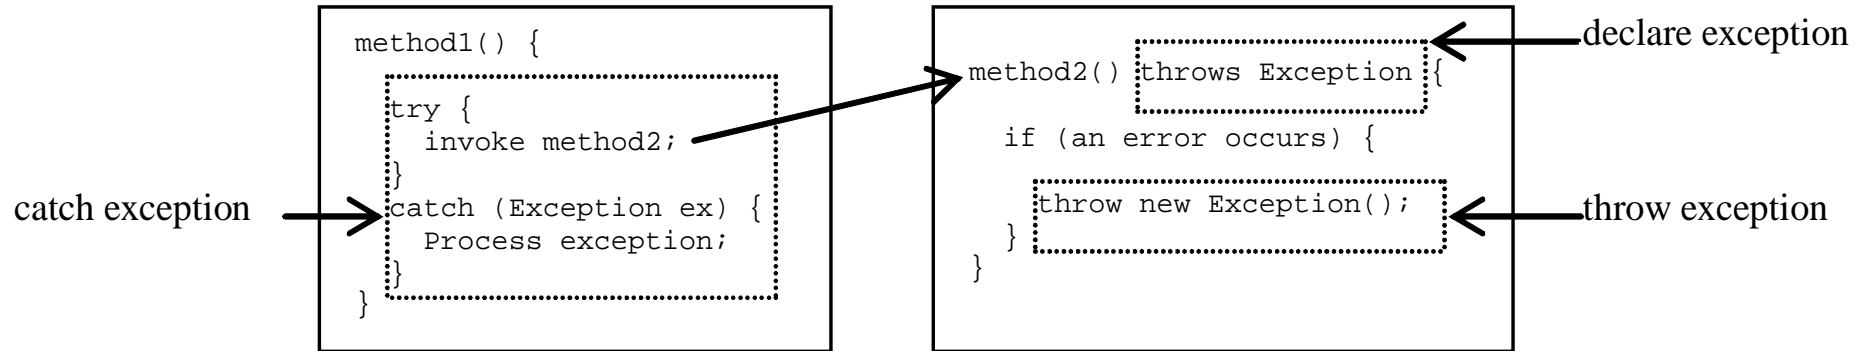 catch exception
method1() {
try {
invoke method2;
}
catch (Exception ex) {
Process exception;
}
}
method2() throws Exception {
if (an error occurs) {
throw new Exception();
}
}
declare exception
throw exception